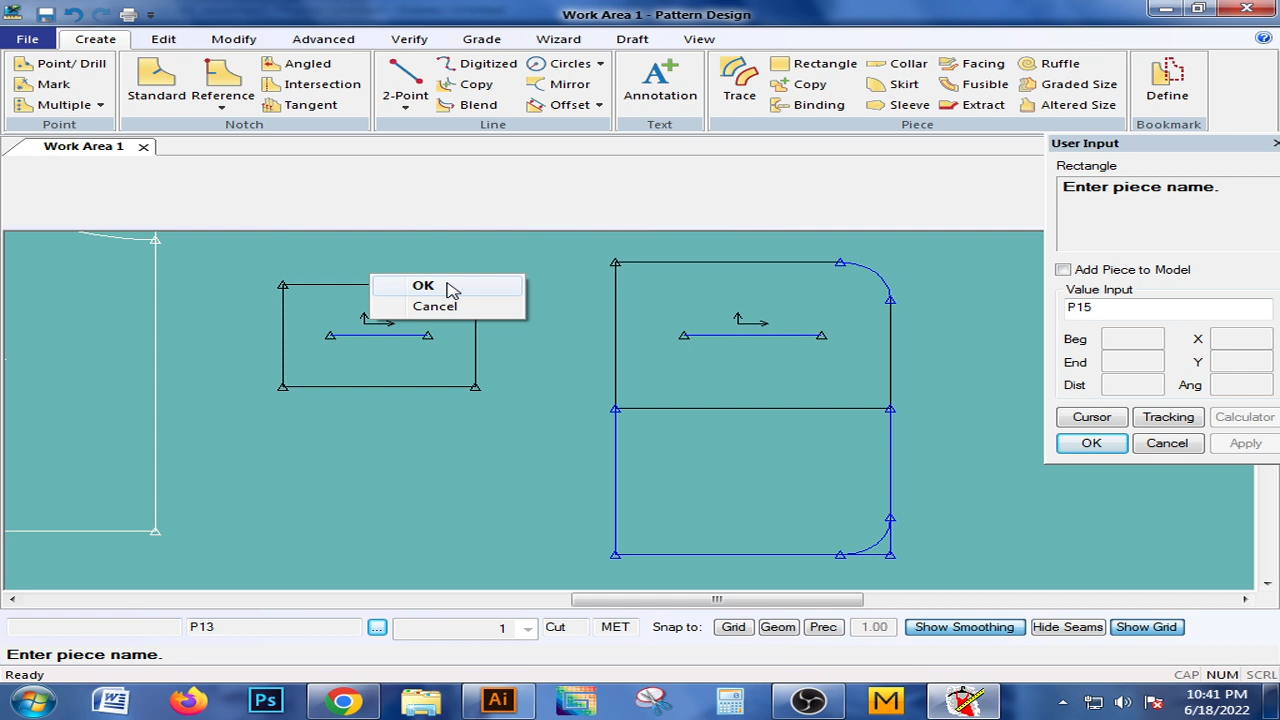 Work Area 1 - Pattern Design
File Create Edit Modify Advanced Verify Grade Wizard Draft View
Point/ Drill Angled Digitized Circles Rectangle Collar Facing Ruffle
Mark Standard Reference Intersection 2-Point Copy Mirror Annotation Trace Copy Skirt Fusible Graded Size Define
Multiple Tangent Blend Offset Binding Sleeve Extract Altered Size
Point Notch Line Text Piece Bookmark
Work Area 1
User Input
Rectangle
Enter piece name.
Add Piece to Model
Value Input
P15
Beg X
End Y
Dist Ang
Cursor Tracking Calculator
OK Cancel Apply
OK
Cancel
P13 ... 1 Cut MET Snap to: Grid Geom Prec 1.00 Show Smoothing Hide Seams Show Grid
Enter piece name.
Ready CAP NUM SCRL
W Ps Ai M
10:41 PM
6/18/2022